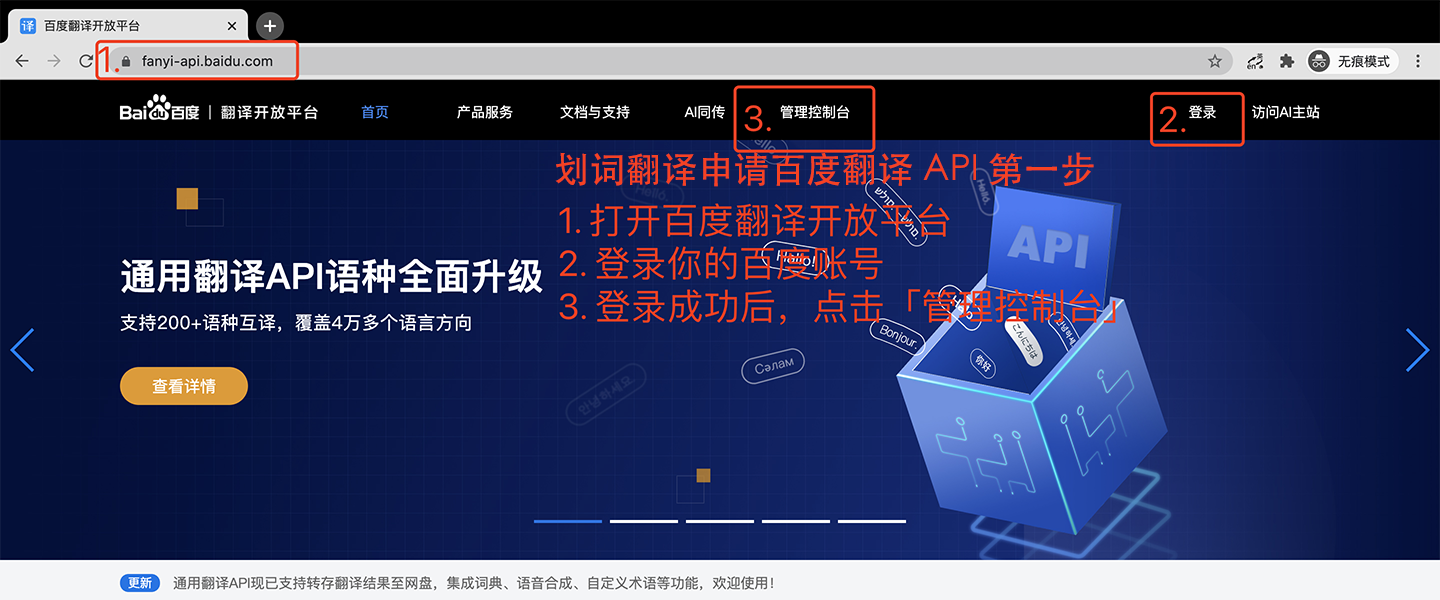 百度翻译开放平台
1. fanyi-api.baidu.com
无痕模式
Bai du 百度 | 翻译开放平台
首页
产品服务
文档与支持
AI同传
3. 管理控制台
2. 登录
访问AI主站
划词翻译申请百度翻译 API 第一步
1. 打开百度翻译开放平台
2. 登录你的百度账号
3. 登录成功后，点击「管理控制台」
通用翻译API语种全面升级
支持200+语种互译，覆盖4万多个语言方向
查看详情
API
Hello.
Hello!
Bonjour.
こんにちは
你好
안녕하세요
Сәлам
更新 通用翻译API现已支持转存翻译结果至网盘，集成词典、语音合成、自定义术语等功能，欢迎使用！